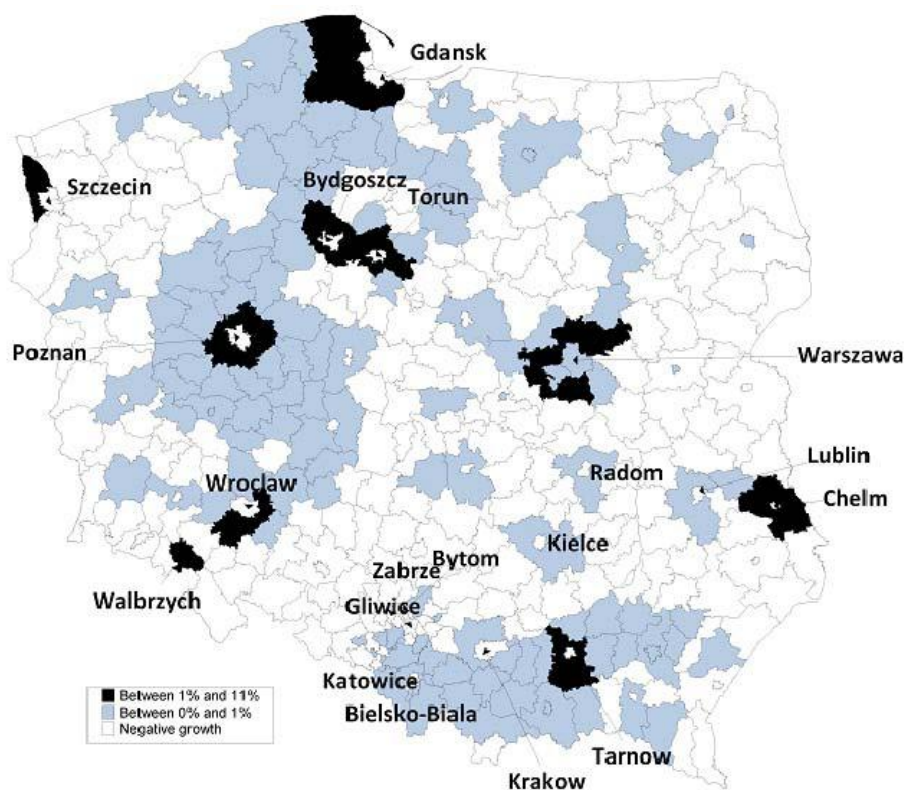 Gdansk
Szczecin
Bydgoszcz
Torun
Poznan
Warszawa
Lublin
Wroclaw
Radom
Chelm
Kielce
Bytom
Zabrze
Walbrzych
Gliwice
Katowice
Between 1% and 11%
Between 0% and 1%
Negative growth
Bielsko-Biala
Tarnow
Krakow